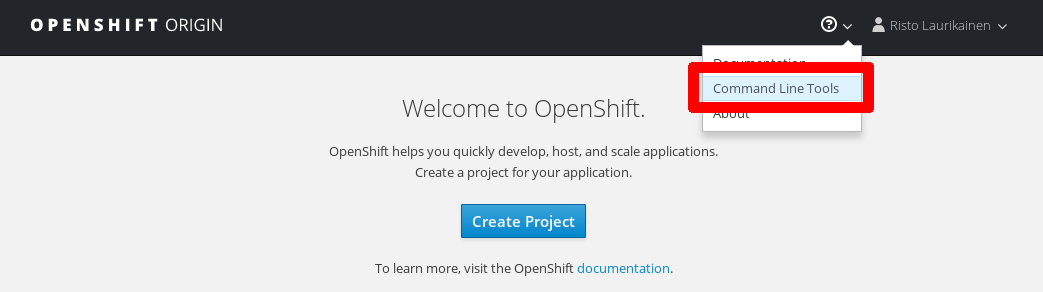 OPENSHIFT ORIGIN
Risto Laurikainen
Documentation
Command Line Tools
About
Welcome to OpenShift.
OpenShift helps you quickly develop, host, and scale applications.
Create a project for your application.
Create Project
To learn more, visit the OpenShift documentation.